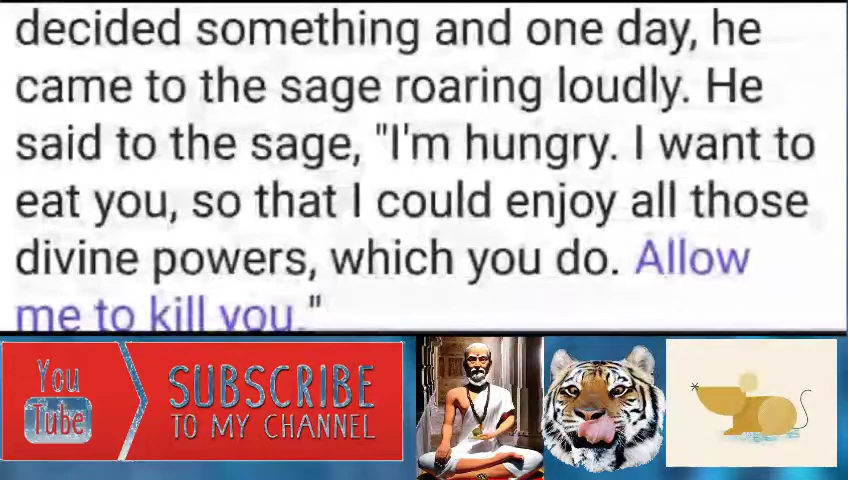 decided something and one day, he
came to the sage roaring loudly. He
said to the sage, "I'm hungry. I want to
eat you, so that I could enjoy all those
divine powers, which you do. Allow
me to kill you."
You
Tube
SUBSCRIBE
TO MY CHANNEL